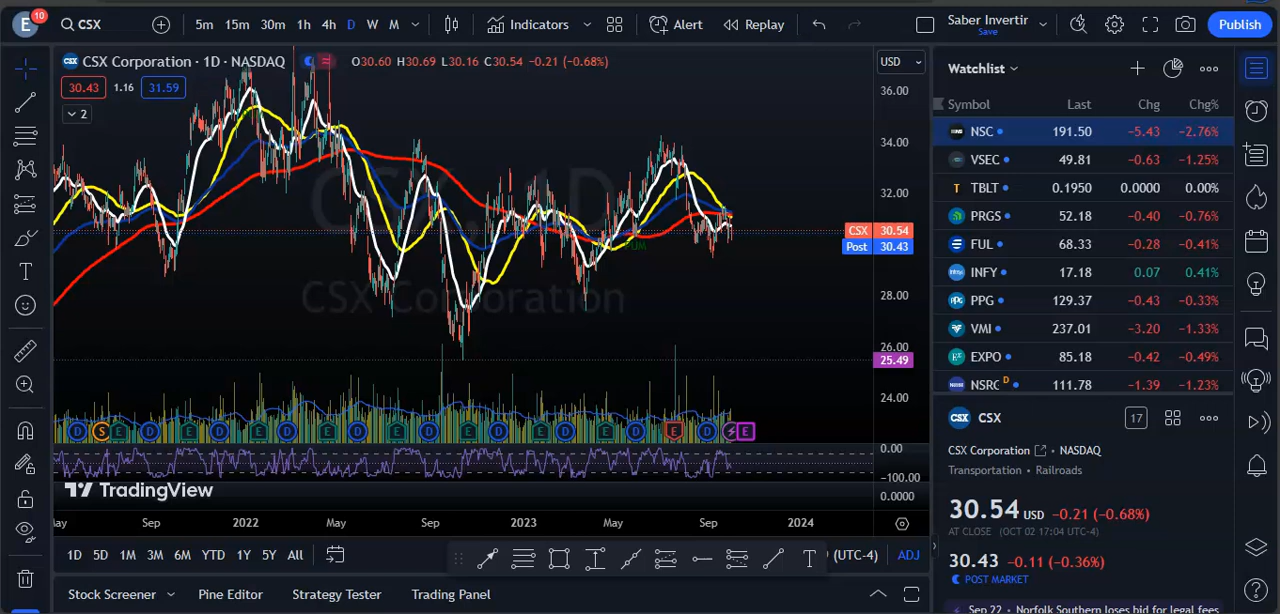 E CSX 5m 15m 30m 1h 4h D W M Indicators Alert Replay Saber Invertir Publish
Save
CSX Corporation · 1D · NASDAQ O30.60 H30.69 L30.16 C30.54 −0.21 (−0.68%) USD
30.43 1.16 31.59
2
36.00
34.00
32.00
CSX 30.54
Post 30.43
28.00
26.00
25.49
24.00
CSX, 1D
CSX Corporation
D S E D E D E D E D E D E D E D E D E D E
0.00
−100.00
0.0000
TradingView
May Sep 2022 May Sep 2023 May Sep 2024
1D 5D 1M 3M 6M YTD 1Y 5Y All (UTC-4) ADJ
Stock Screener Pine Editor Strategy Tester Trading Panel
Watchlist
Symbol Last Chg Chg%
NSC 191.50 −5.43 −2.76%
VSEC 49.81 −0.63 −1.25%
TBLT 0.1950 0.0000 0.00%
PRGS 52.18 −0.40 −0.76%
FUL 68.33 −0.28 −0.41%
INFY 17.18 0.07 0.41%
PPG 129.37 −0.43 −0.33%
VMI 237.01 −3.20 −1.33%
EXPO 85.18 −0.42 −0.49%
NSRC D 111.78 −1.39 −1.23%
CSX CSX 17
CSX Corporation · NASDAQ
Transportation · Railroads
30.54 USD −0.21 (−0.68%)
AT CLOSE (OCT 02 17:04 UTC-4)
30.43 −0.11 (−0.36%)
POST MARKET
Sep 22 · Norfolk Southern loses bid for legal fees